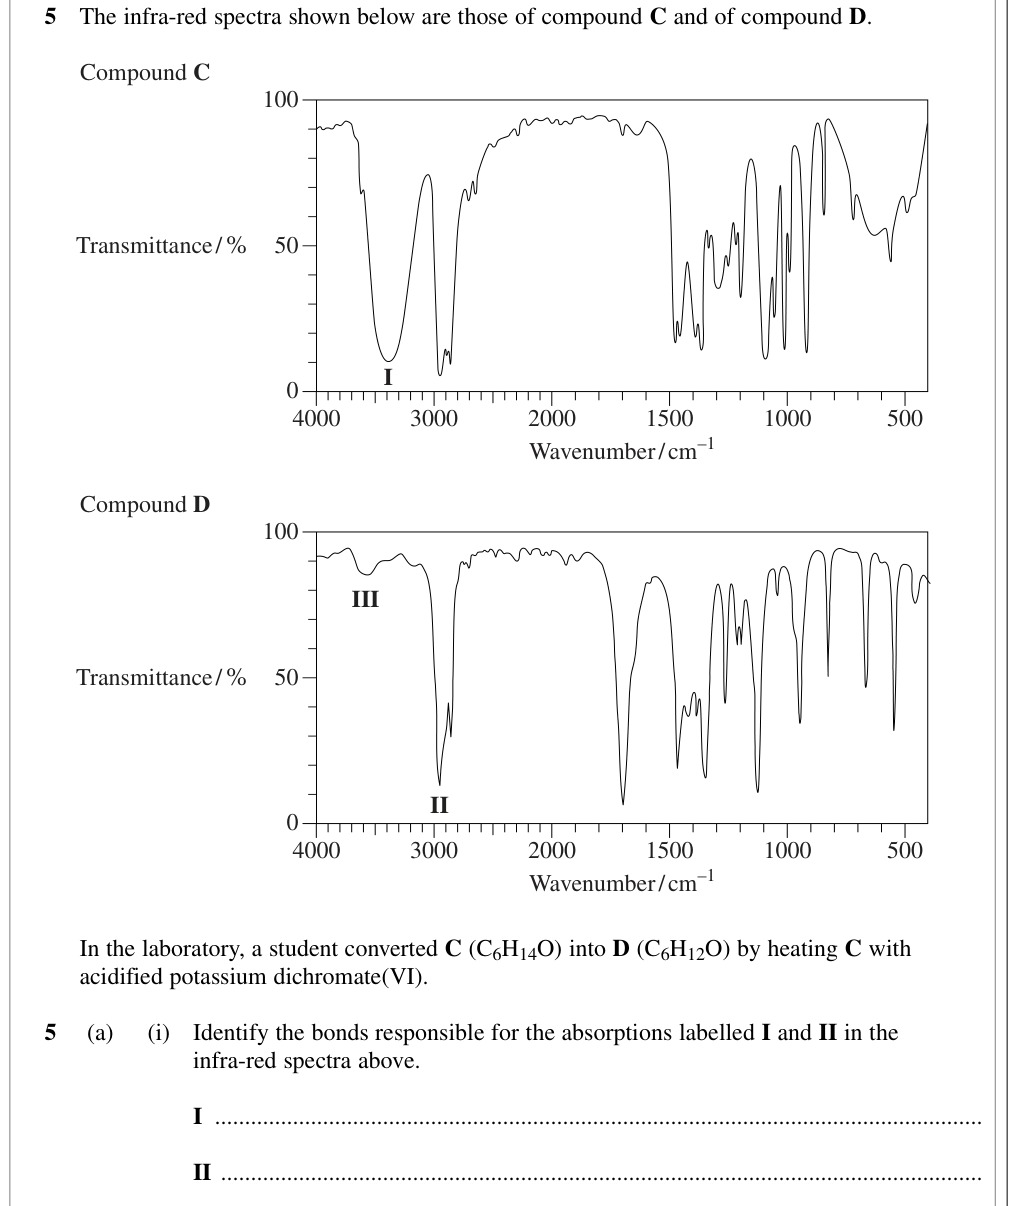 5 The infra-red spectra shown below are those of compound C and of compound D.
Compound C
100
Transmittance / %
50
I
0
4000 3000 2000 1500 1000 500
Wavenumber / cm⁻¹
Compound D
100
III
Transmittance / %
50
II
0
4000 3000 2000 1500 1000 500
Wavenumber / cm⁻¹
In the laboratory, a student converted C (C₆H₁₄O) into D (C₆H₁₂O) by heating C with
acidified potassium dichromate(VI).
5 (a) (i) Identify the bonds responsible for the absorptions labelled I and II in the
infra-red spectra above.
I ................................................................................................................................
II ...............................................................................................................................